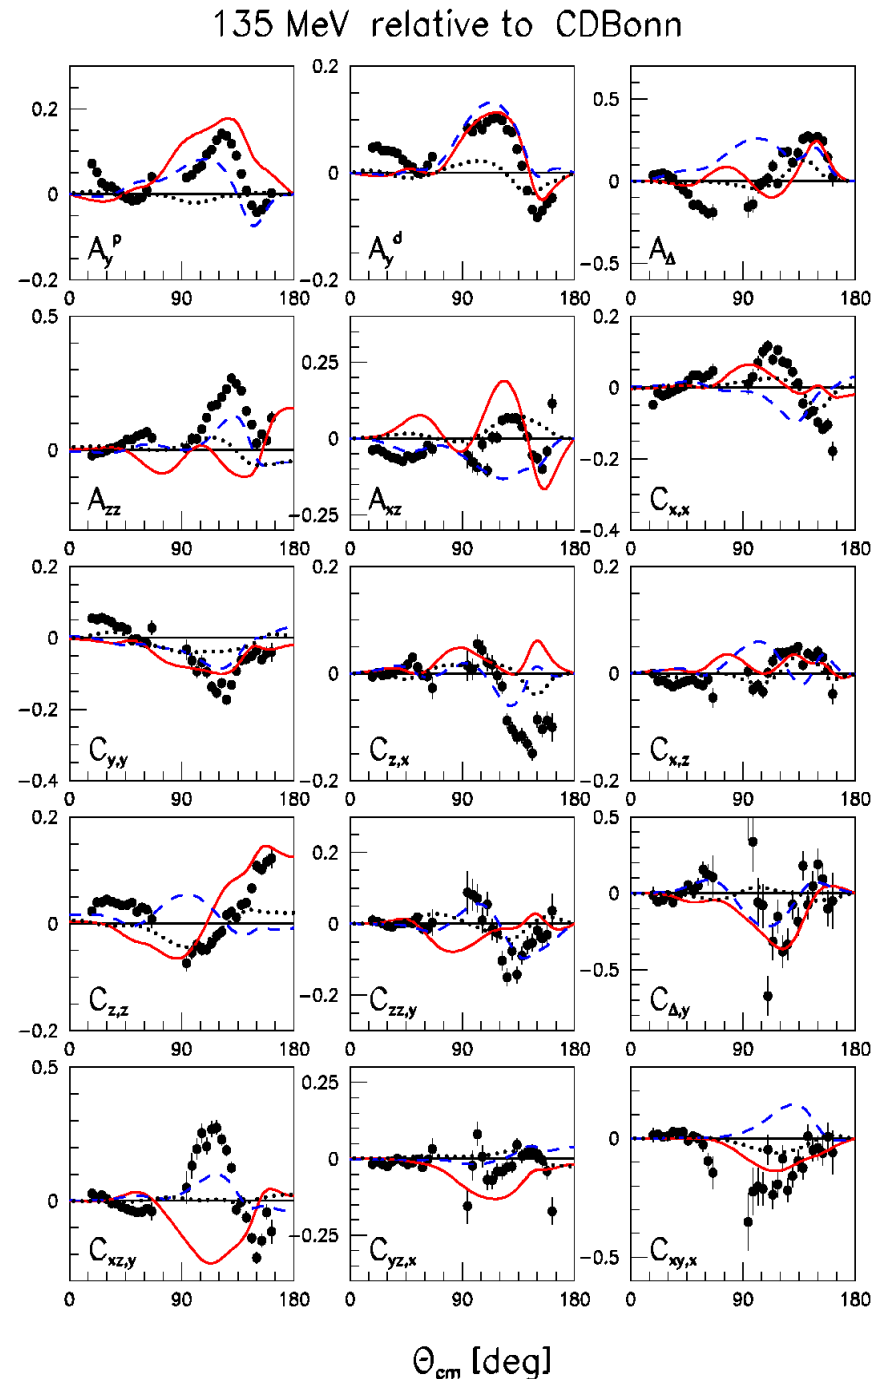 135 MeV relative to CDBonn
0.2
0
−0.2
A_y^p
0 90 180
0.2
0
−0.2
A_y^d
0 90 180
0.5
0
−0.5
A_Δ
0 90 180
0.5
0
A_zz
0 90 180
0.25
0
−0.25
A_xz
0 90 180
0.2
0
−0.2
−0.4
C_x,x
0 90 180
0.2
0
−0.2
−0.4
C_y,y
0 90 180
0.2
0
−0.2
C_z,x
0 90 180
0.2
0
−0.2
C_x,z
0 90 180
0.2
0
−0.2
C_z,z
0 90 180
0.2
0
−0.2
C_zz,y
0 90 180
0.5
0
−0.5
C_Δ,y
0 90 180
0.5
0
C_xz,y
0 90 180
0.25
0
−0.25
C_yz,x
0 90 180
0
−0.5
C_xy,x
0 90 180
Θ_cm [deg]